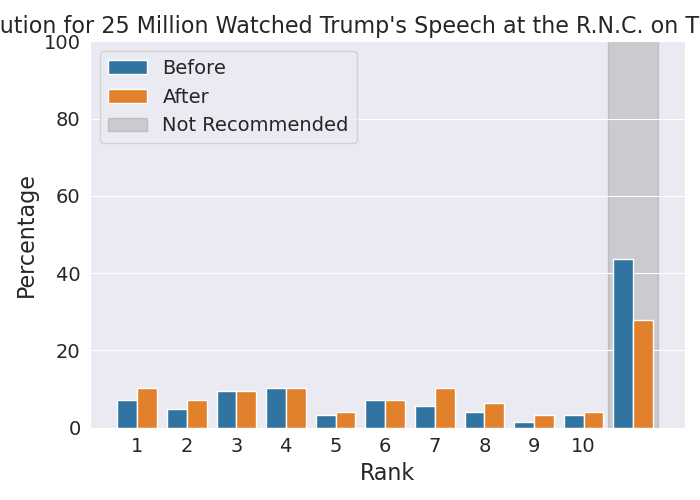 ution for 25 Million Watched Trump's Speech at the R.N.C. on T
100
80
60
40
20
0
Percentage
Before
After
Not Recommended
1 2 3 4 5 6 7 8 9 10
Rank